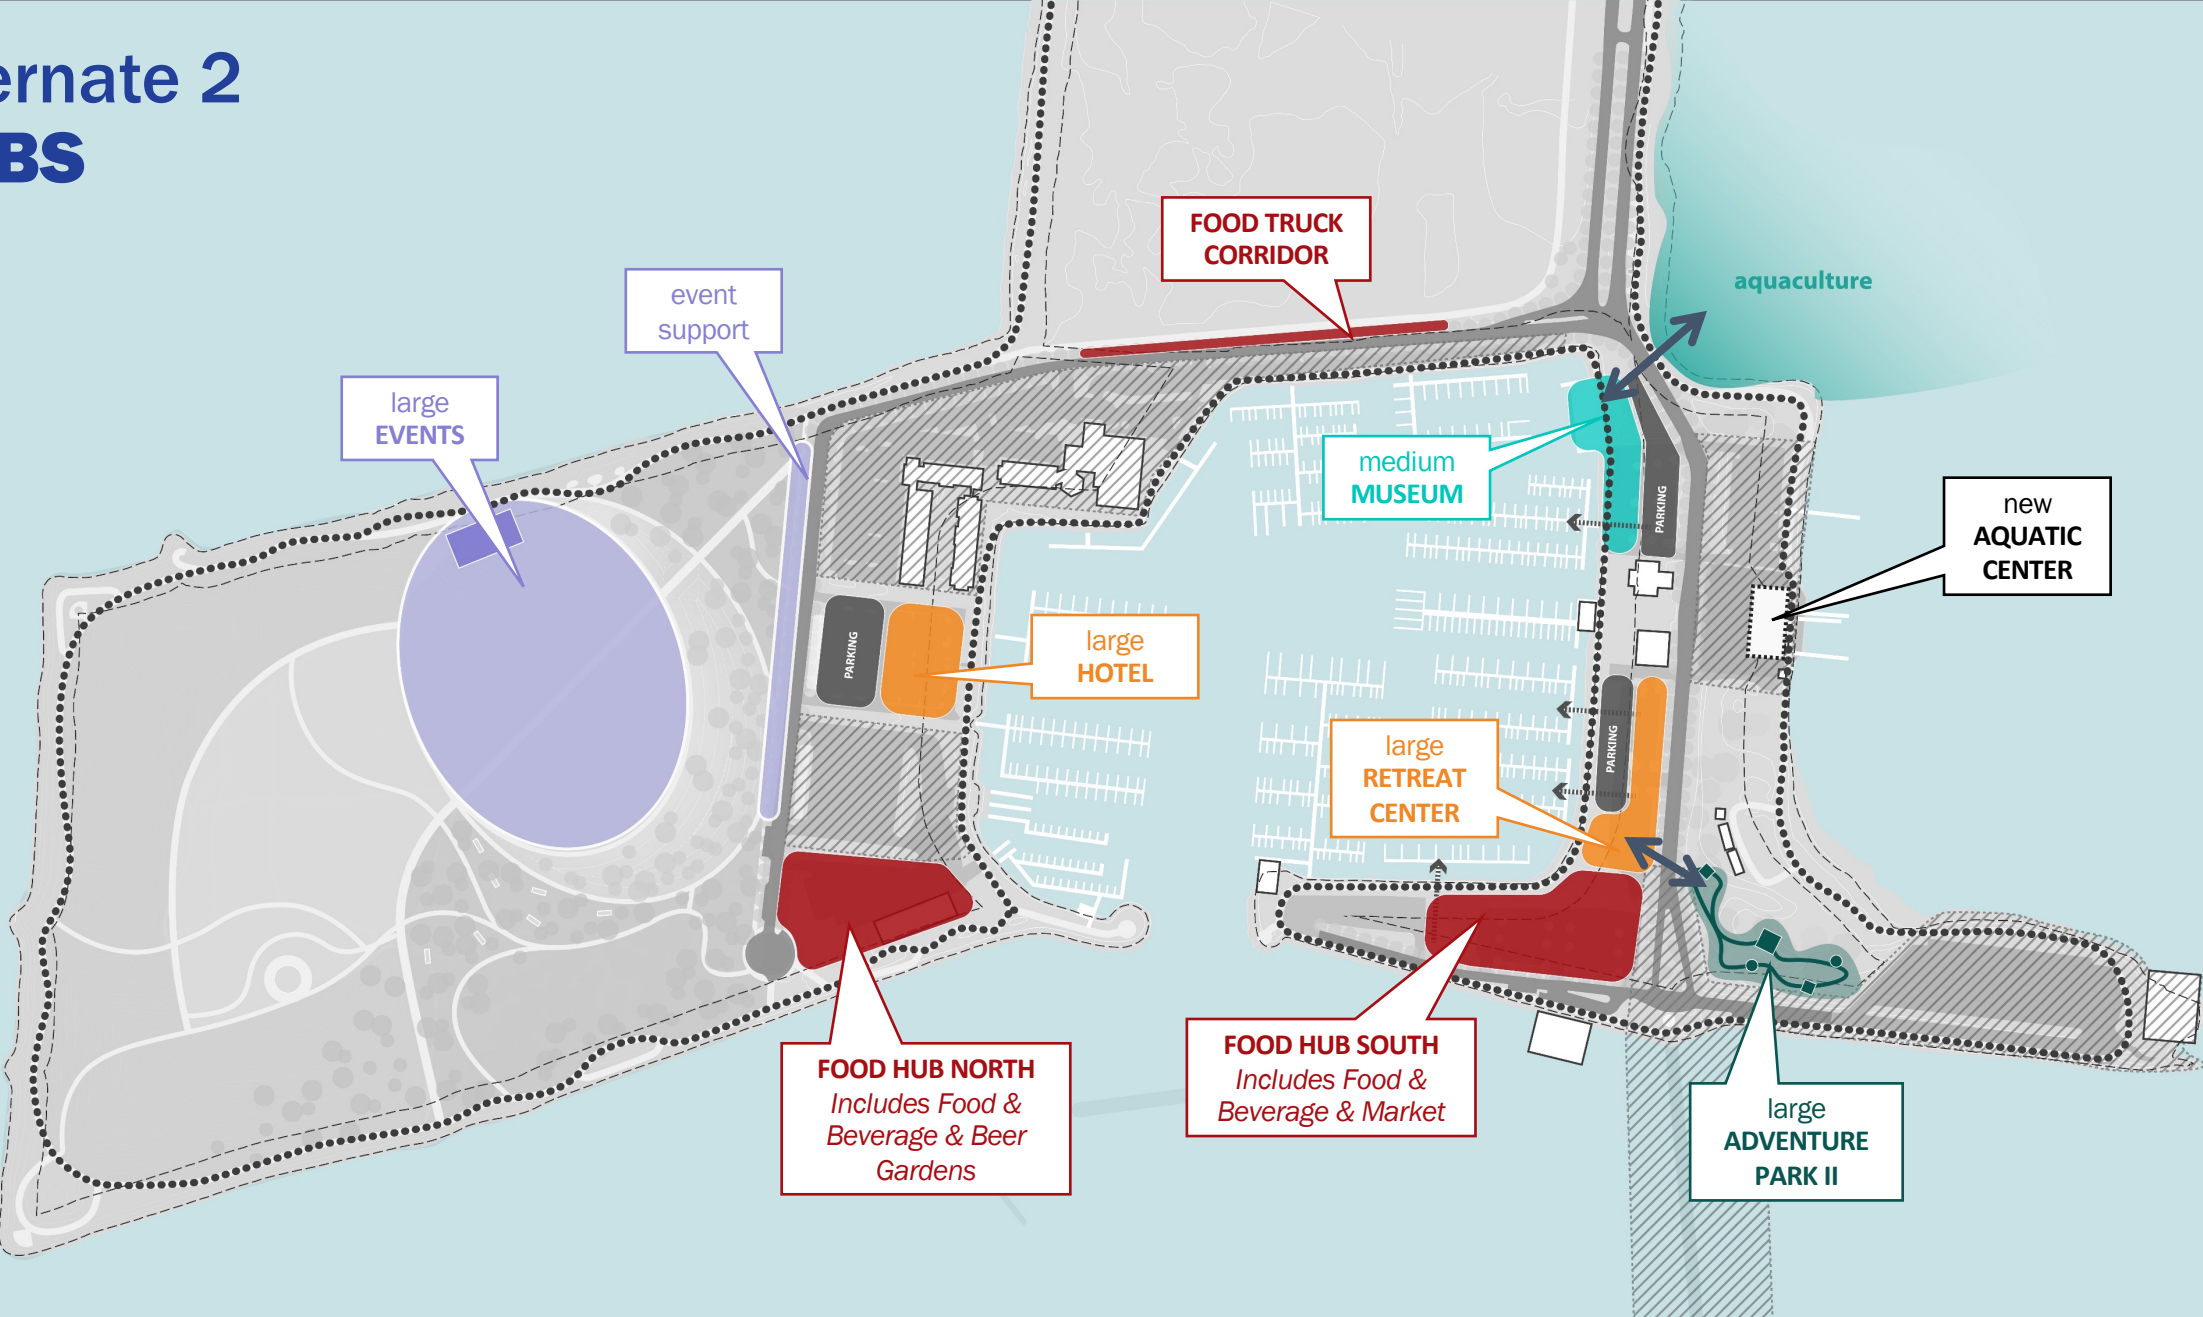 ernate 2
BS
FOOD TRUCK
CORRIDOR
event
support
aquaculture
large
EVENTS
medium
MUSEUM
PARKING
new
AQUATIC
CENTER
large
HOTEL
PARKING
large
RETREAT
CENTER
PARKING
FOOD HUB NORTH
Includes Food &
Beverage & Beer
Gardens
FOOD HUB SOUTH
Includes Food &
Beverage & Market
large
ADVENTURE
PARK II